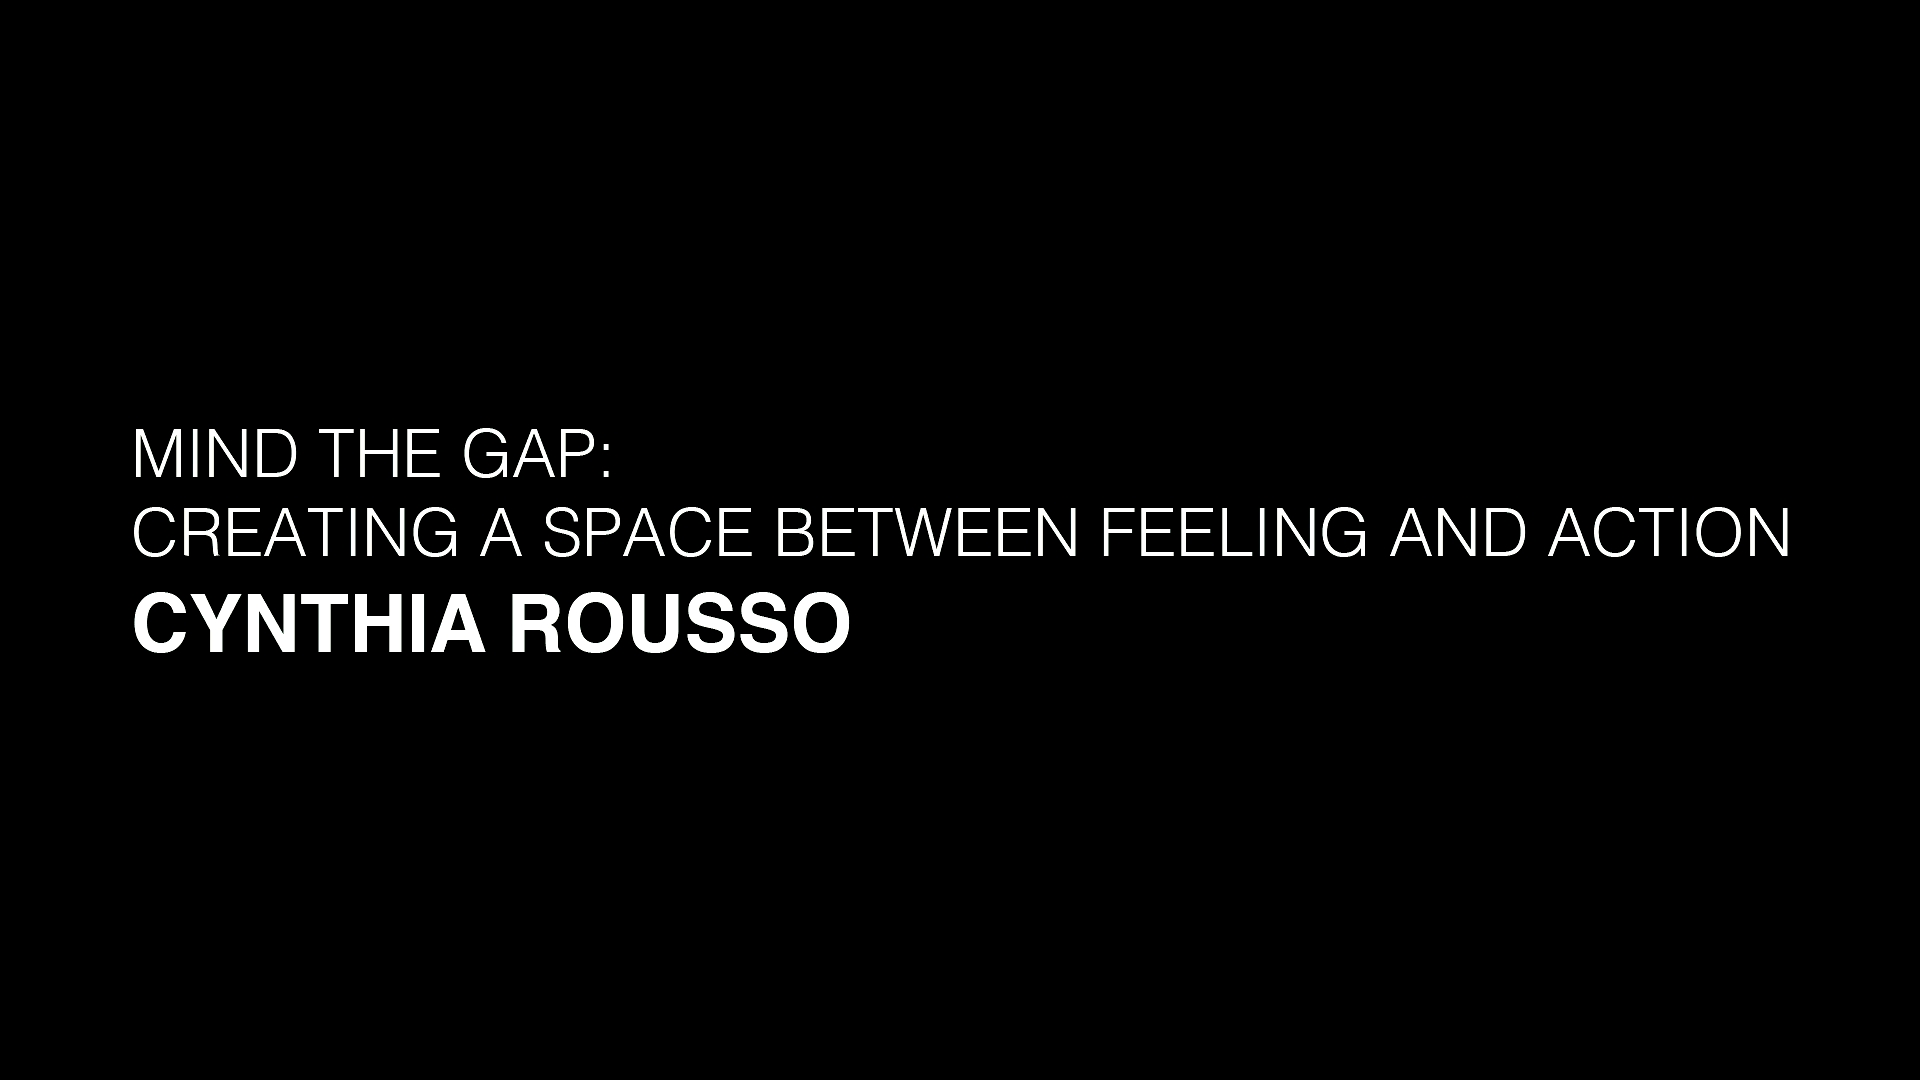 MIND THE GAP:
CREATING A SPACE BETWEEN FEELING AND ACTION
CYNTHIA ROUSSO